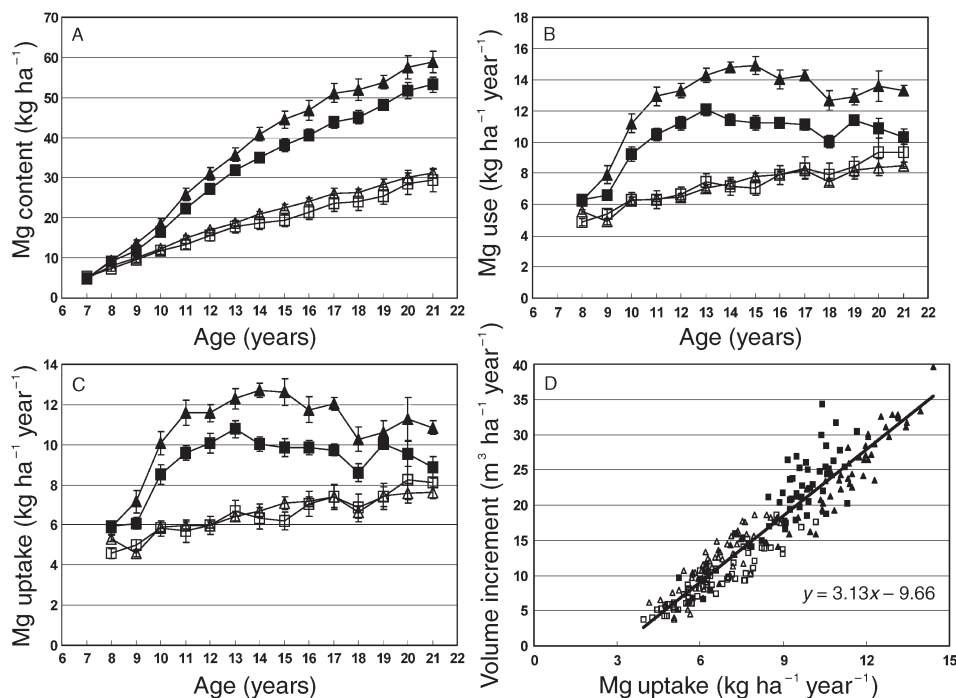 A
Mg content (kg ha⁻¹)
70
60
50
40
30
20
10
0
6 7 8 9 10 11 12 13 14 15 16 17 18 19 20 21 22
Age (years)
B
Mg use (kg ha⁻¹ year⁻¹)
18
16
14
12
10
8
6
4
2
0
6 7 8 9 10 11 12 13 14 15 16 17 18 19 20 21 22
Age (years)
C
Mg uptake (kg ha⁻¹ year⁻¹)
14
12
10
8
6
4
2
0
6 7 8 9 10 11 12 13 14 15 16 17 18 19 20 21 22
Age (years)
D
Volume increment (m³ ha⁻¹ year⁻¹)
40
35
30
25
20
15
10
5
0
y = 3.13x – 9.66
0 3 6 9 12 15
Mg uptake (kg ha⁻¹ year⁻¹)